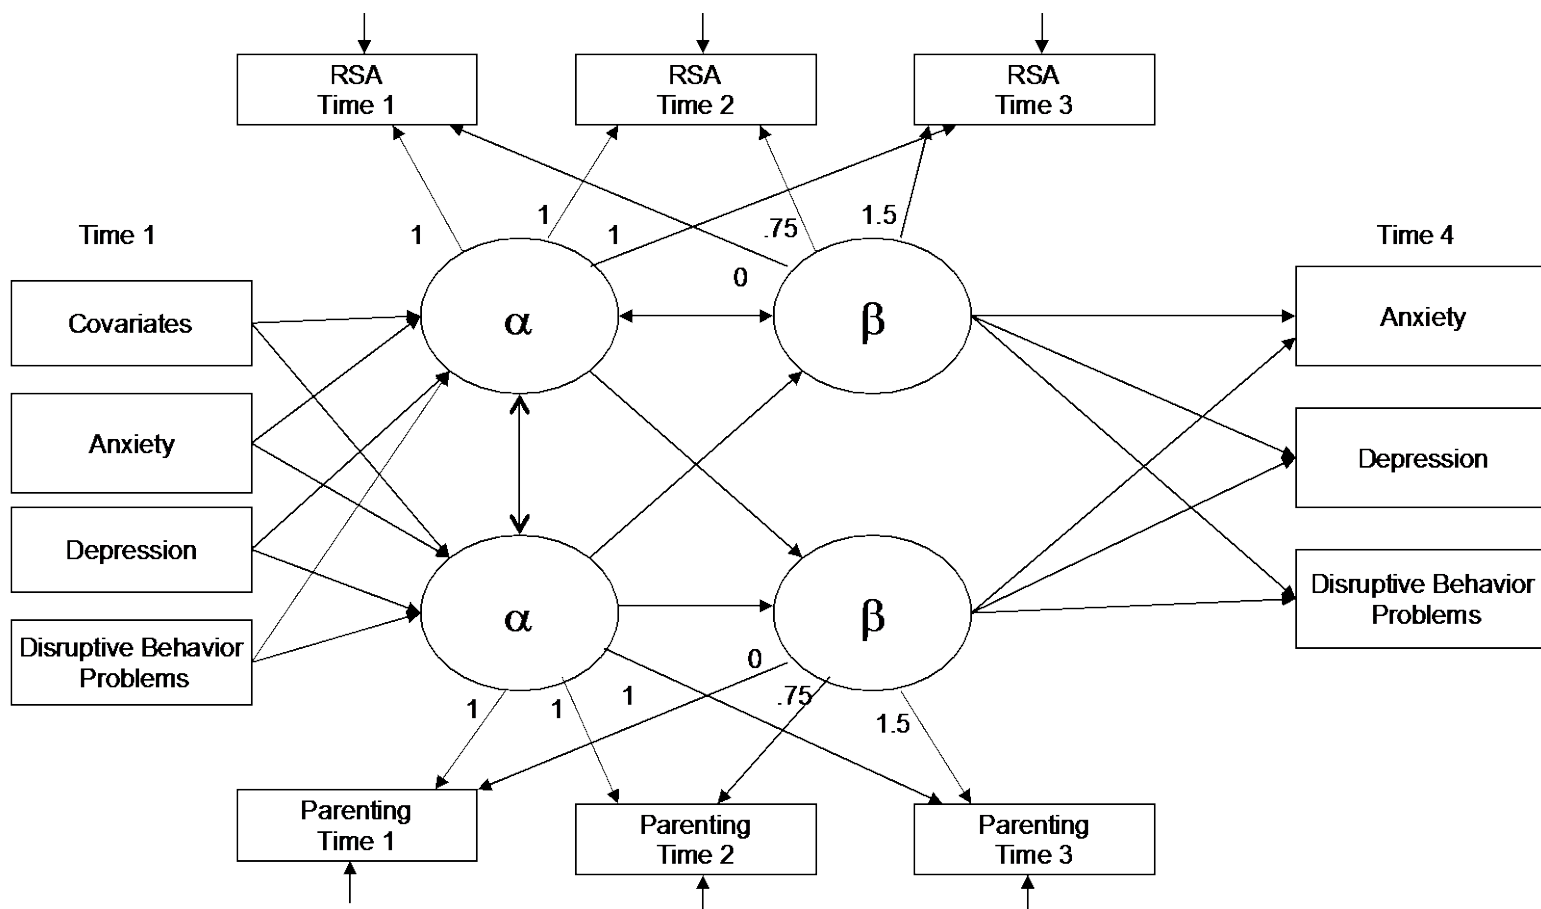 RSA
Time 1
RSA
Time 2
RSA
Time 3
Time 1
1
1
1
.75
1.5
Time 4
0
Covariates
α
β
Anxiety
Anxiety
Depression
Depression
α
β
Disruptive Behavior
Problems
Disruptive Behavior
Problems
1
1
1
0
.75
1.5
Parenting
Time 1
Parenting
Time 2
Parenting
Time 3